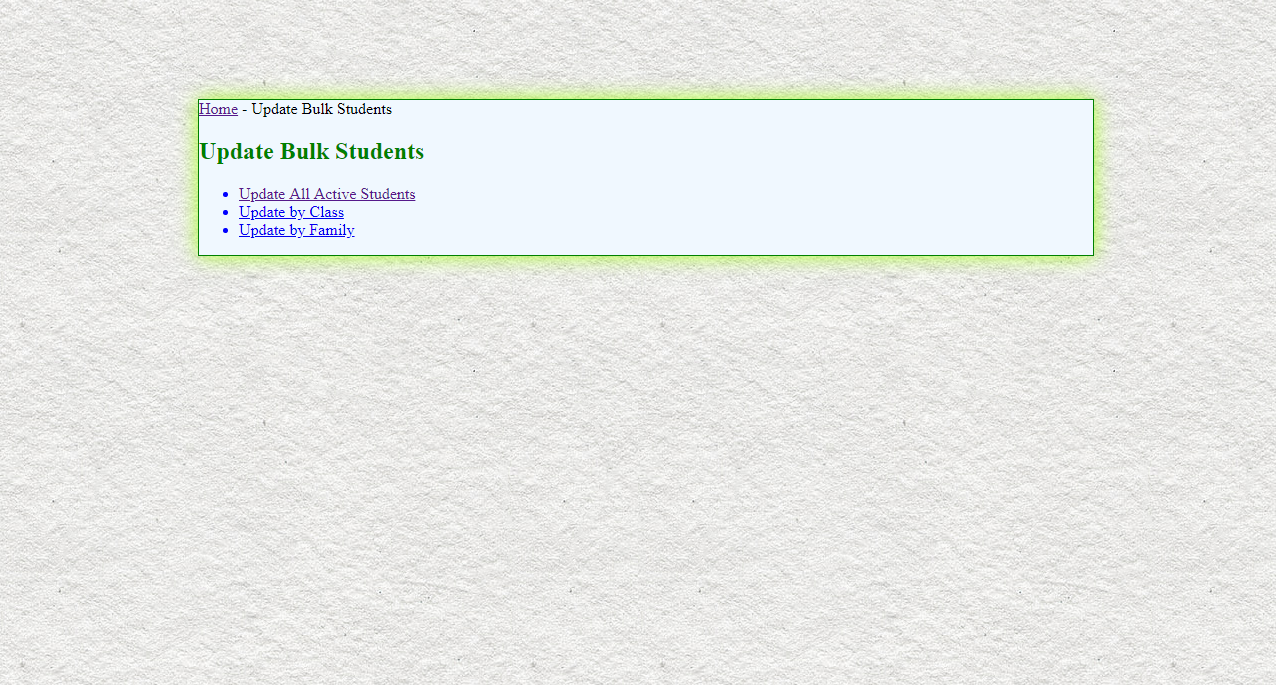 Home - Update Bulk Students
Update Bulk Students
Update All Active Students
Update by Class
Update by Family